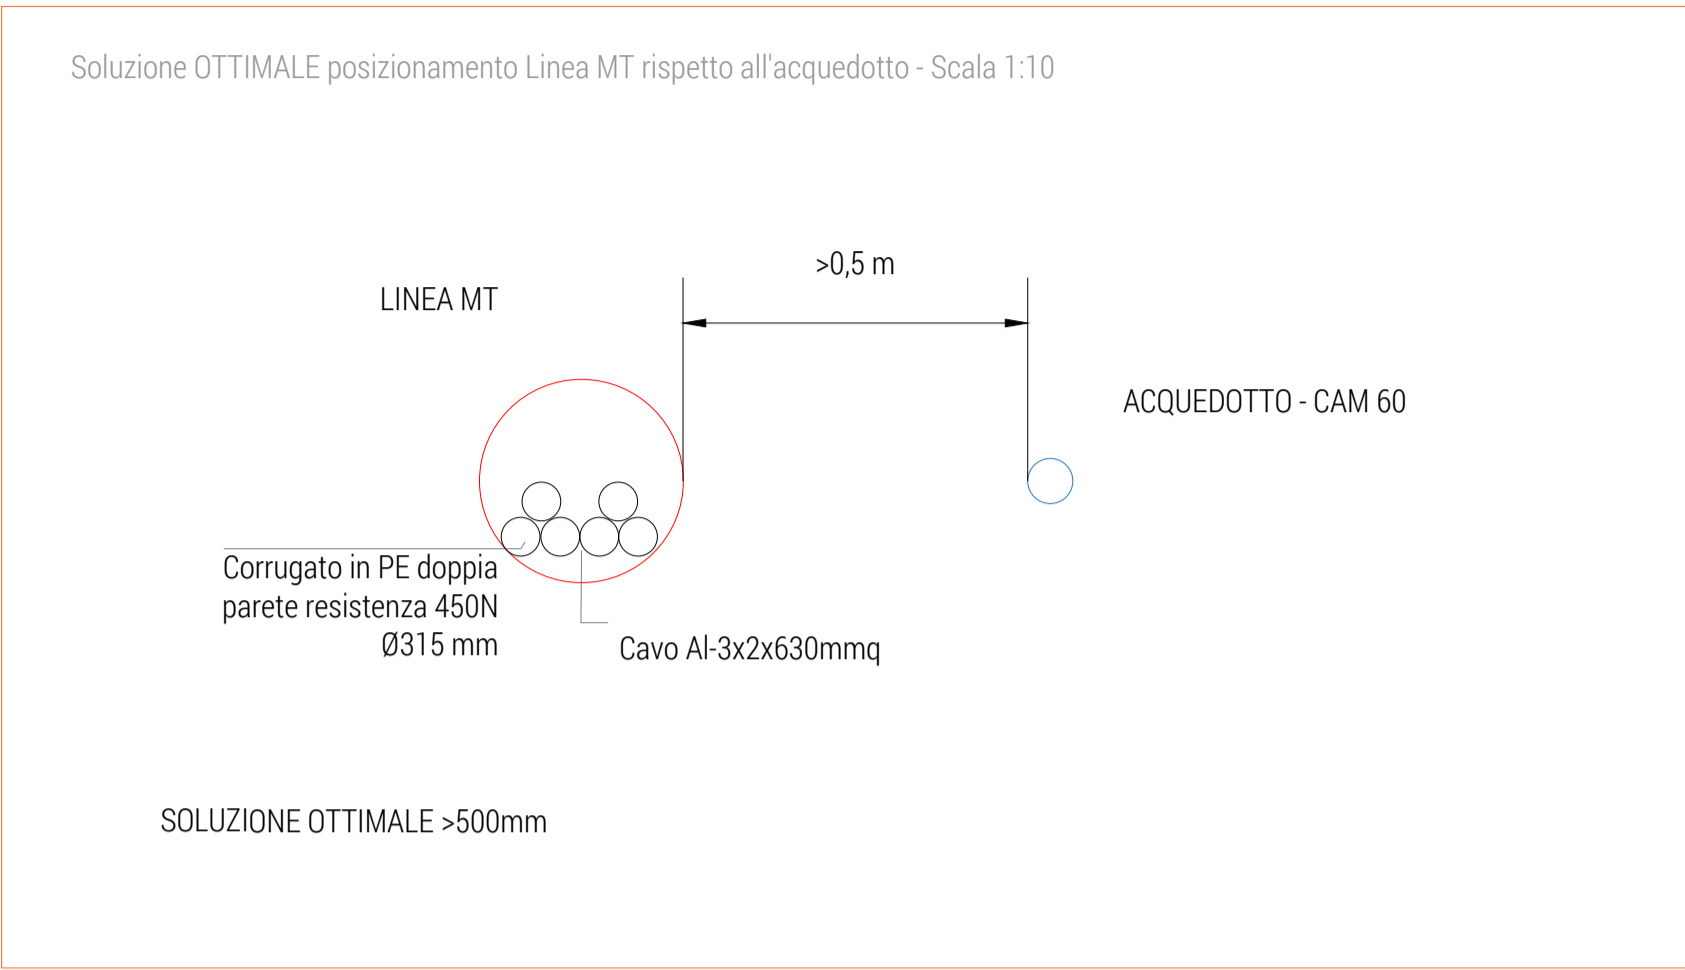 Soluzione OTTIMALE posizionamento Linea MT rispetto all'acquedotto - Scala 1:10
>0,5 m
LINEA MT
ACQUEDOTTO - CAM 60
Corrugato in PE doppia
parete resistenza 450N
Ø315 mm
Cavo Al-3x2x630mmq
SOLUZIONE OTTIMALE >500mm